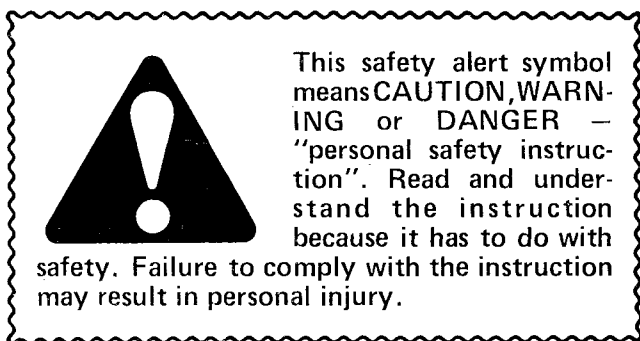 This safety alert symbol
means CAUTION, WARN-
ING or DANGER —
"personal safety instruc-
tion". Read and under-
stand the instruction
because it has to do with
safety. Failure to comply with the instruction
may result in personal injury.